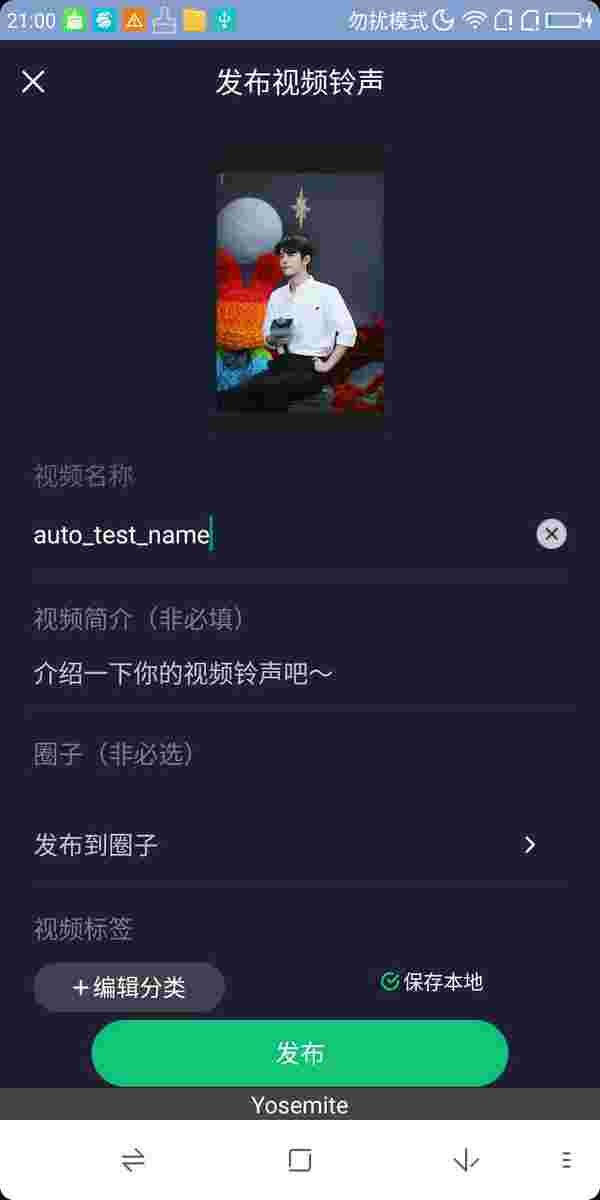 21:00
勿扰模式
发布视频铃声
视频名称
auto_test_name
视频简介（非必填）
介绍一下你的视频铃声吧～
圈子（非必选）
发布到圈子
视频标签
+编辑分类
保存本地
发布
Yosemite